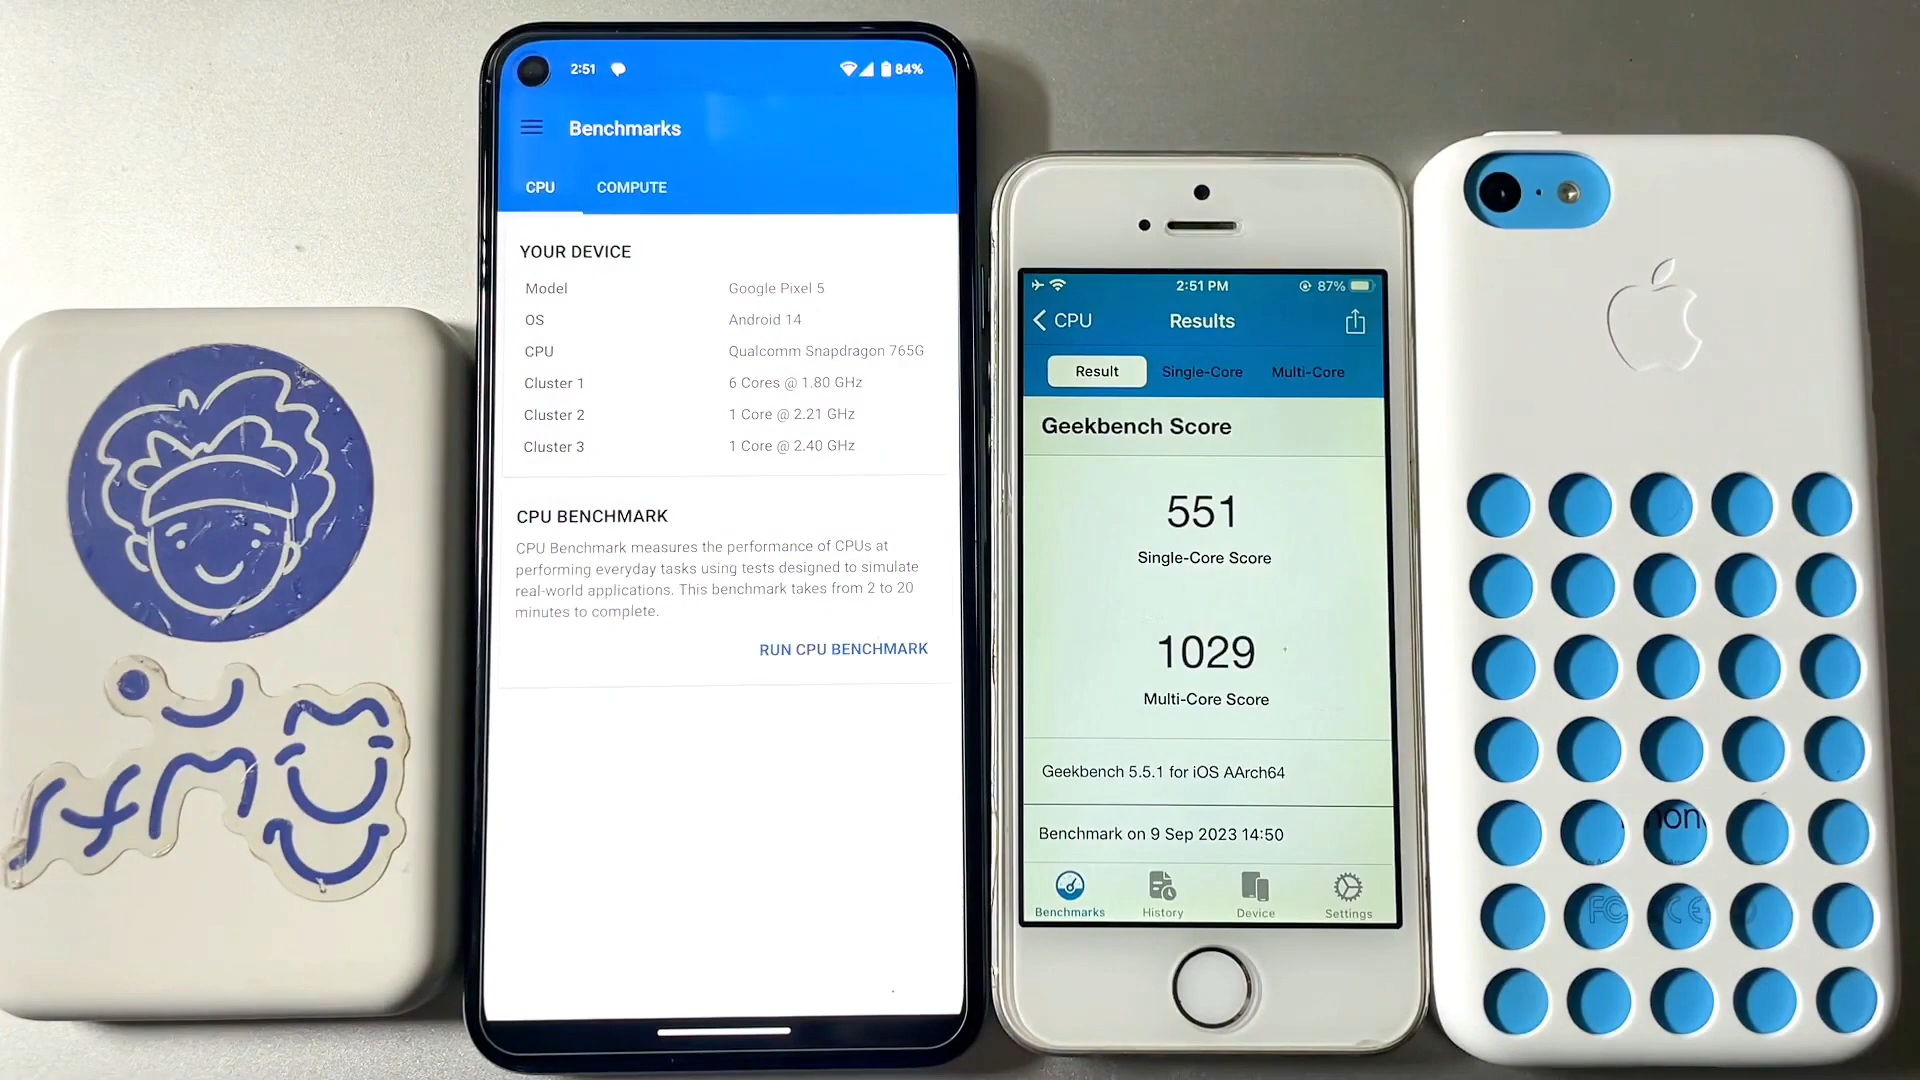 2:51
84%
Benchmarks
CPU
COMPUTE
YOUR DEVICE
Model Google Pixel 5
OS Android 14
CPU Qualcomm Snapdragon 765G
Cluster 1 6 Cores @ 1.80 GHz
Cluster 2 1 Core @ 2.21 GHz
Cluster 3 1 Core @ 2.40 GHz
CPU BENCHMARK
CPU Benchmark measures the performance of CPUs at
performing everyday tasks using tests designed to simulate
real-world applications. This benchmark takes from 2 to 20
minutes to complete.
RUN CPU BENCHMARK
2:51 PM
87%
CPU
Results
Result
Single-Core
Multi-Core
Geekbench Score
551
Single-Core Score
1029
Multi-Core Score
Geekbench 5.5.1 for iOS AArch64
Benchmark on 9 Sep 2023 14:50
Benchmarks
History
Device
Settings
hon
FC CE